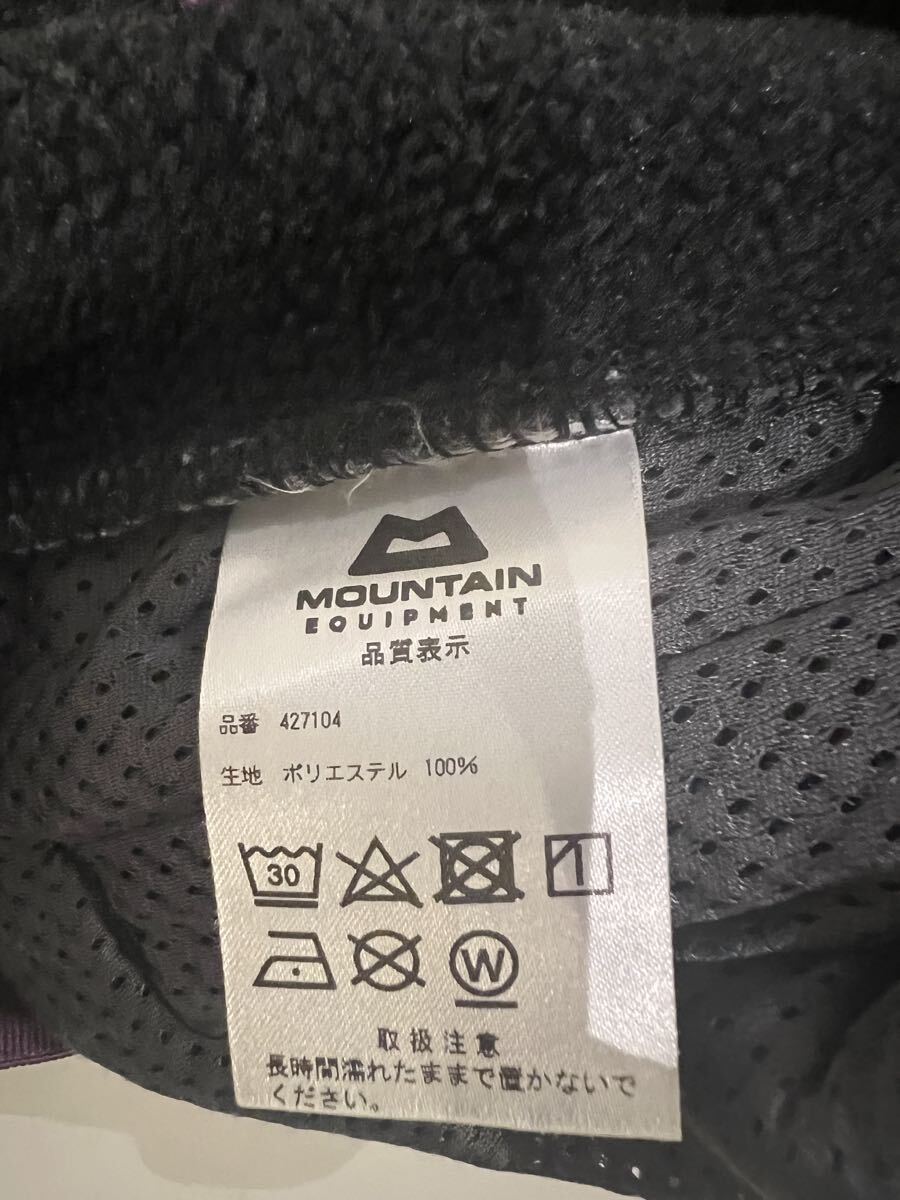 MOUNTAIN
EQUIPMENT
品質表示
品番 427104
生地 ポリエステル 100%
30
W
取扱注意
長時間濡れたままで置かないで
ください。